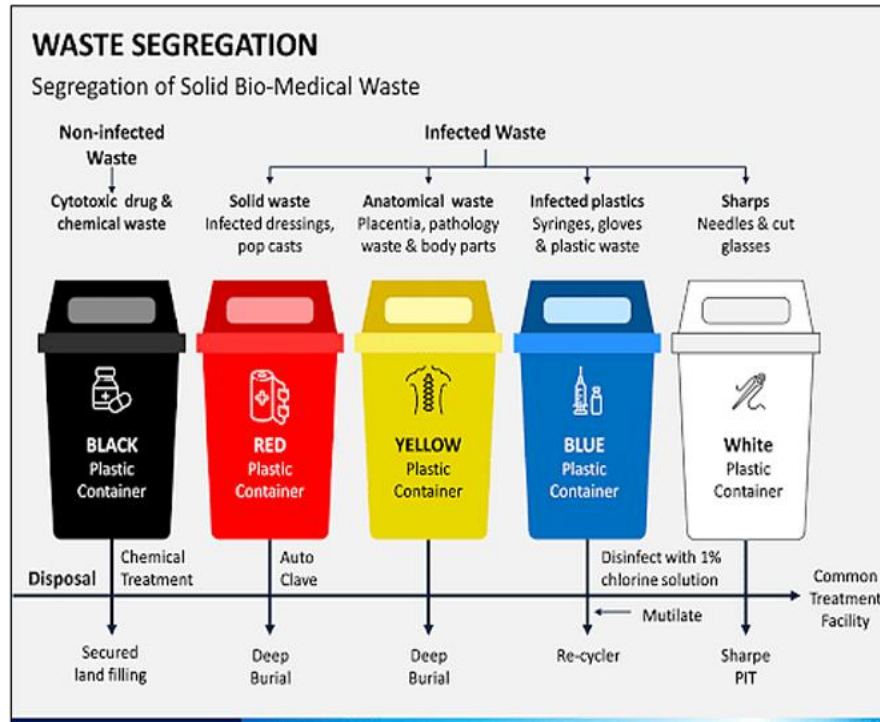 WASTE SEGREGATION
Segregation of Solid Bio-Medical Waste
Non-infected
Waste
Infected Waste
Cytotoxic drug &
chemical waste
Solid waste
Infected dressings,
pop casts
Anatomical waste
Placentia, pathology
waste & body parts
Infected plastics
Syringes, gloves
& plastic waste
Sharps
Needles & cut
glasses
BLACK
Plastic
Container
RED
Plastic
Container
YELLOW
Plastic
Container
BLUE
Plastic
Container
White
Plastic
Container
Disposal
Chemical
Treatment
Auto
Clave
Disinfect with 1%
chlorine solution
Mutilate
Common
Treatment
Facility
Secured
land filling
Deep
Burial
Deep
Burial
Re-cycler
Sharpe
PIT